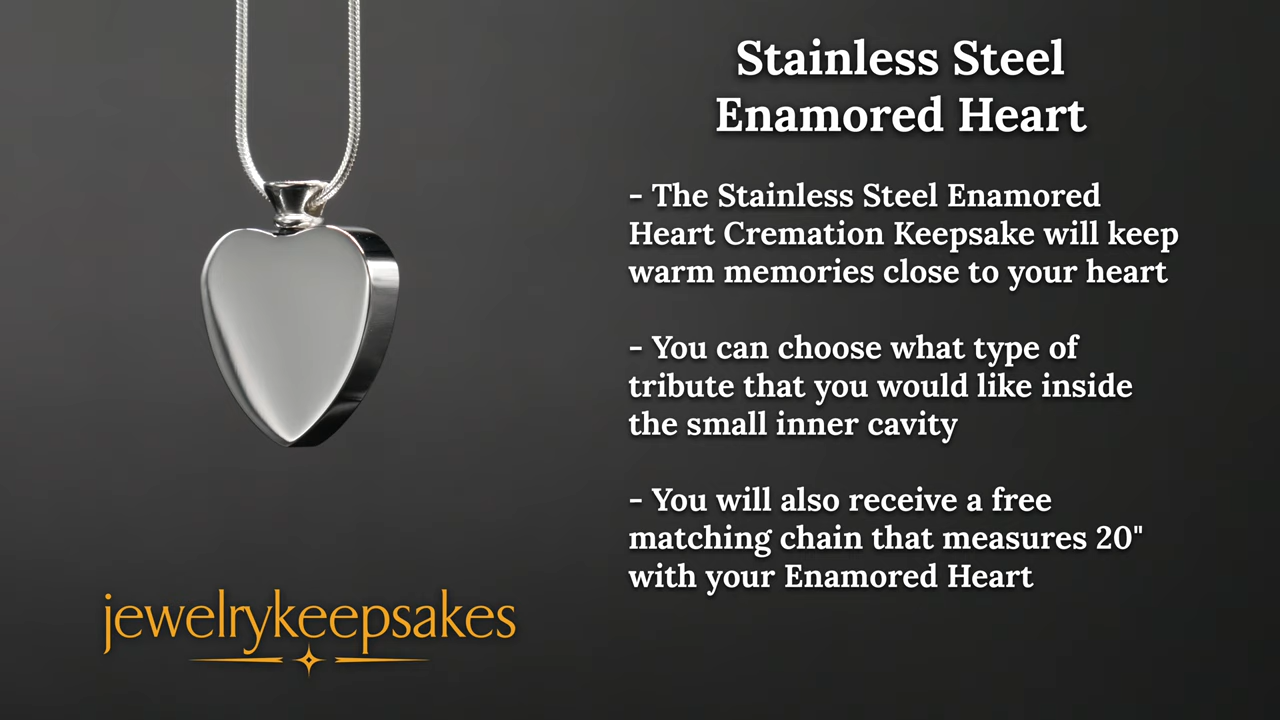 Stainless Steel
Enamored Heart
- The Stainless Steel Enamored
Heart Cremation Keepsake will keep
warm memories close to your heart
- You can choose what type of
tribute that you would like inside
the small inner cavity
- You will also receive a free
matching chain that measures 20"
with your Enamored Heart
jewelrykeepsakes